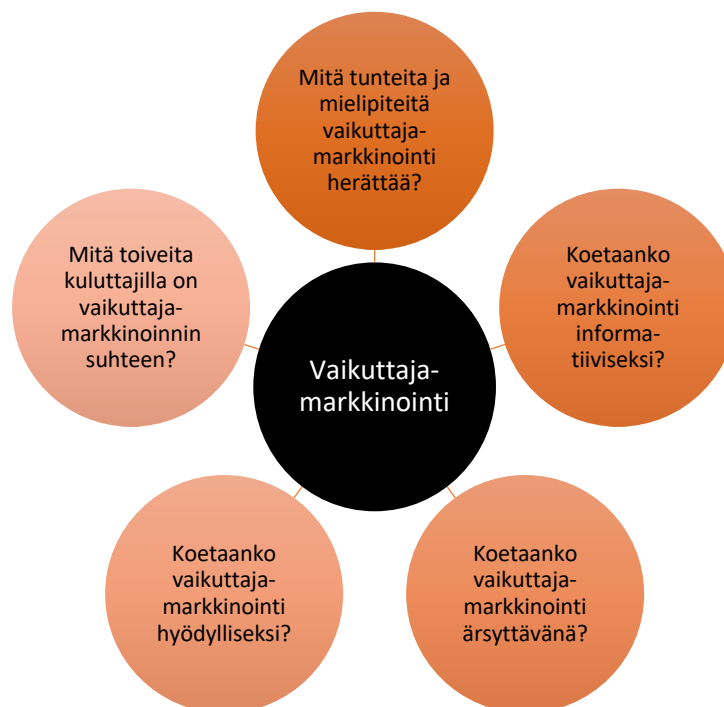 Mitä tunteita ja
mielipiteitä
vaikuttaja-
markkinointi
herättää?
Mitä toiveita
kuluttajilla on
vaikuttaja-
markkinoinnin
suhteen?
Koetaanko
vaikuttaja-
markkinointi
informa-
tiiviseksi?
Vaikuttaja-
markkinointi
Koetaanko
vaikuttaja-
markkinointi
hyödylliseksi?
Koetaanko
vaikuttaja-
markkinointi
ärsyttävänä?